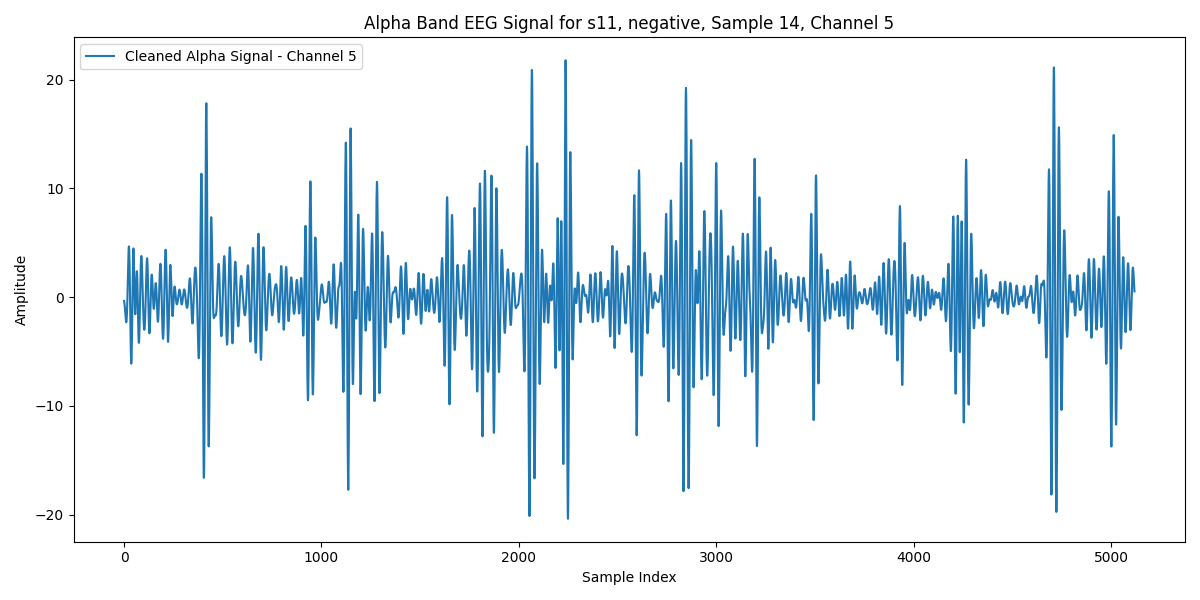 Alpha Band EEG Signal for s11, negative, Sample 14, Channel 5
Cleaned Alpha Signal - Channel 5
20
10
0
−10
−20
Amplitude
0 1000 2000 3000 4000 5000
Sample Index